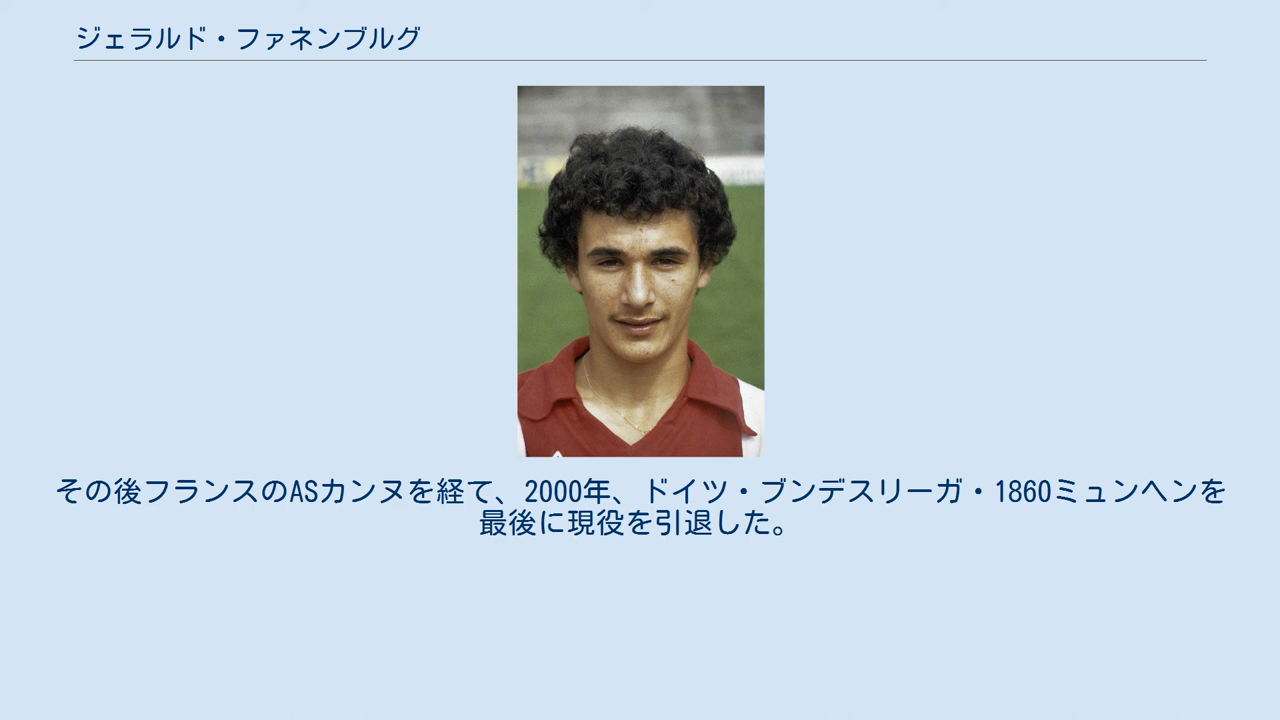 ジェラルド・ファネンブルグ
その後フランスのASカンヌを経て、2000年、ドイツ・ブンデスリーガ・1860ミュンヘンを
最後に現役を引退した。